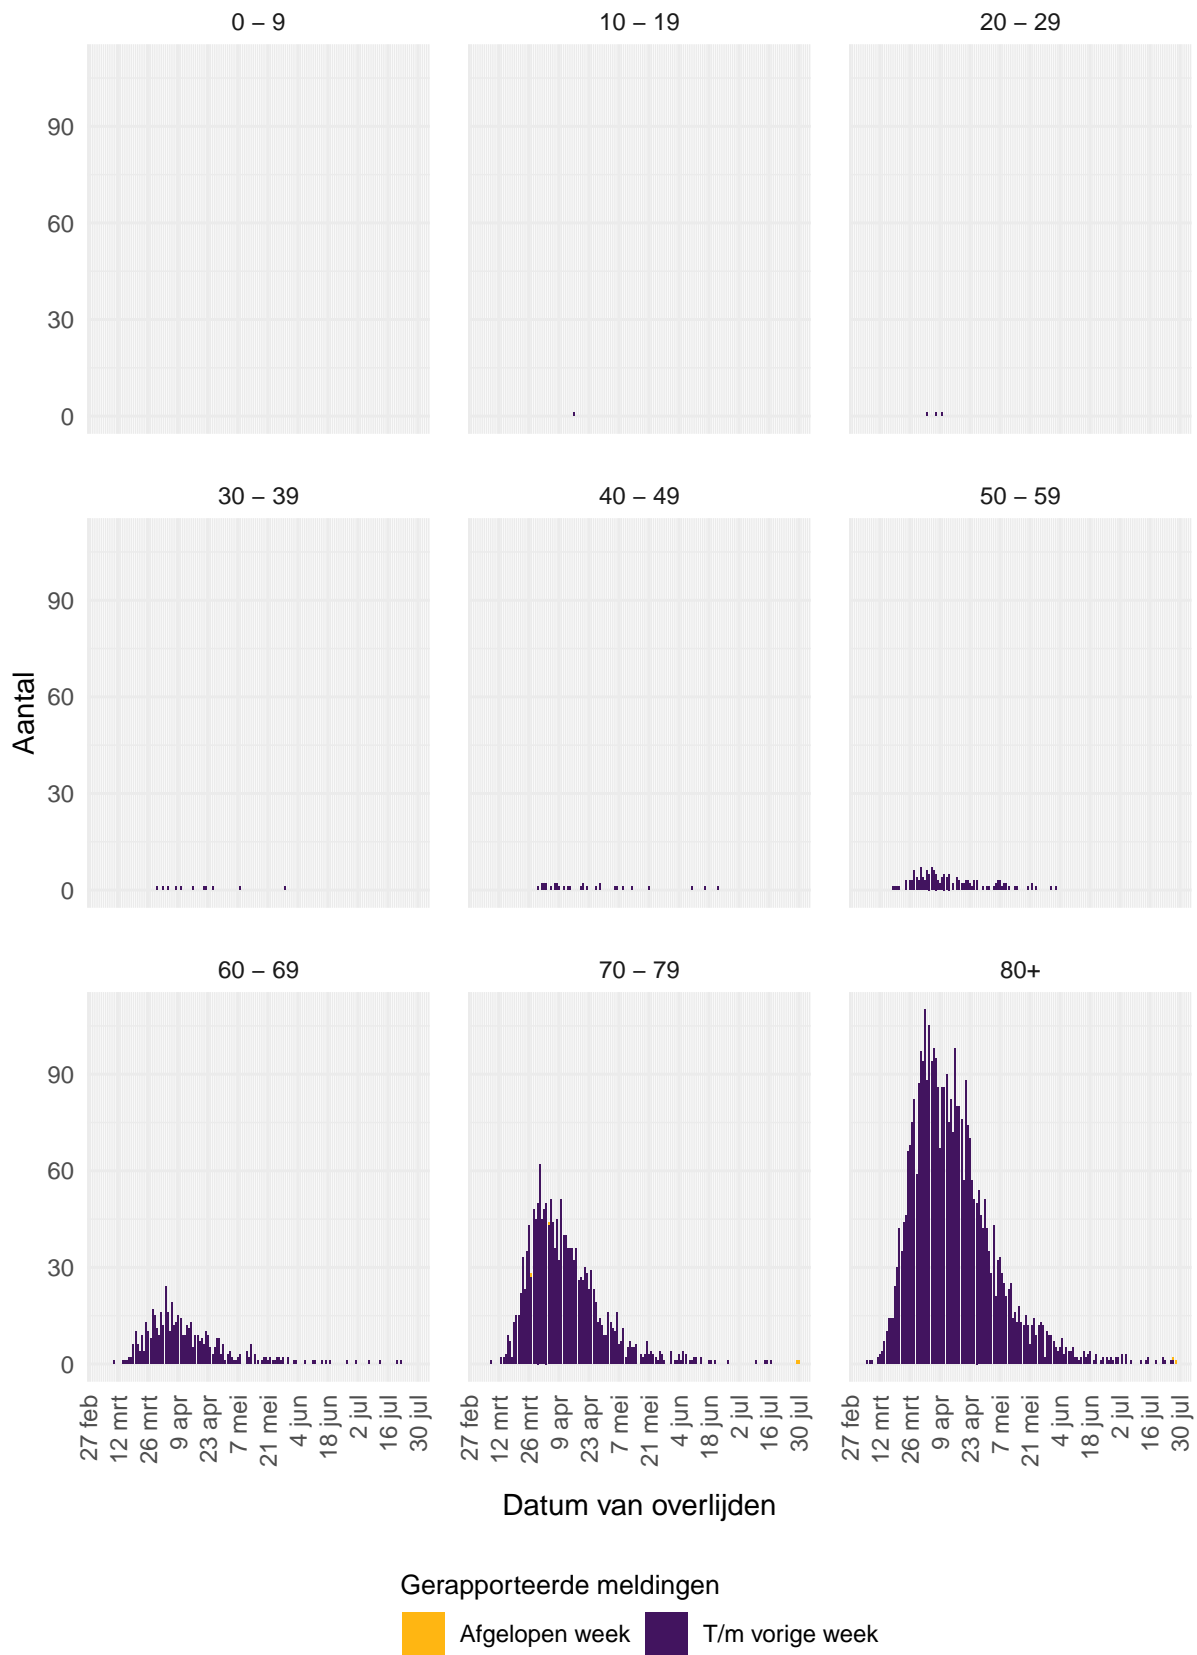 0 – 9
10 – 19
20 – 29
90
60
30
0
30 – 39
40 – 49
50 – 59
90
60
30
0
Aantal
60 – 69
70 – 79
80+
90
60
30
0
27 feb
12 mrt
26 mrt
9 apr
23 apr
7 mei
21 mei
4 jun
18 jun
2 jul
16 jul
30 jul
27 feb
12 mrt
26 mrt
9 apr
23 apr
7 mei
21 mei
4 jun
18 jun
2 jul
16 jul
30 jul
27 feb
12 mrt
26 mrt
9 apr
23 apr
7 mei
21 mei
4 jun
18 jun
2 jul
16 jul
30 jul
Datum van overlijden
Gerapporteerde meldingen
Afgelopen week
T/m vorige week